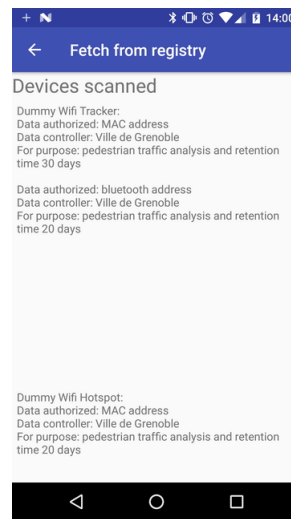 14:00
Fetch from registry
Devices scanned
Dummy Wifi Tracker:
Data authorized: MAC address
Data controller: Ville de Grenoble
For purpose: pedestrian traffic analysis and retention
time 30 days
Data authorized: bluetooth address
Data controller: Ville de Grenoble
For purpose: pedestrian traffic analysis and retention
time 20 days
Dummy Wifi Hotspot:
Data authorized: MAC address
Data controller: Ville de Grenoble
For purpose: pedestrian traffic analysis and retention
time 20 days